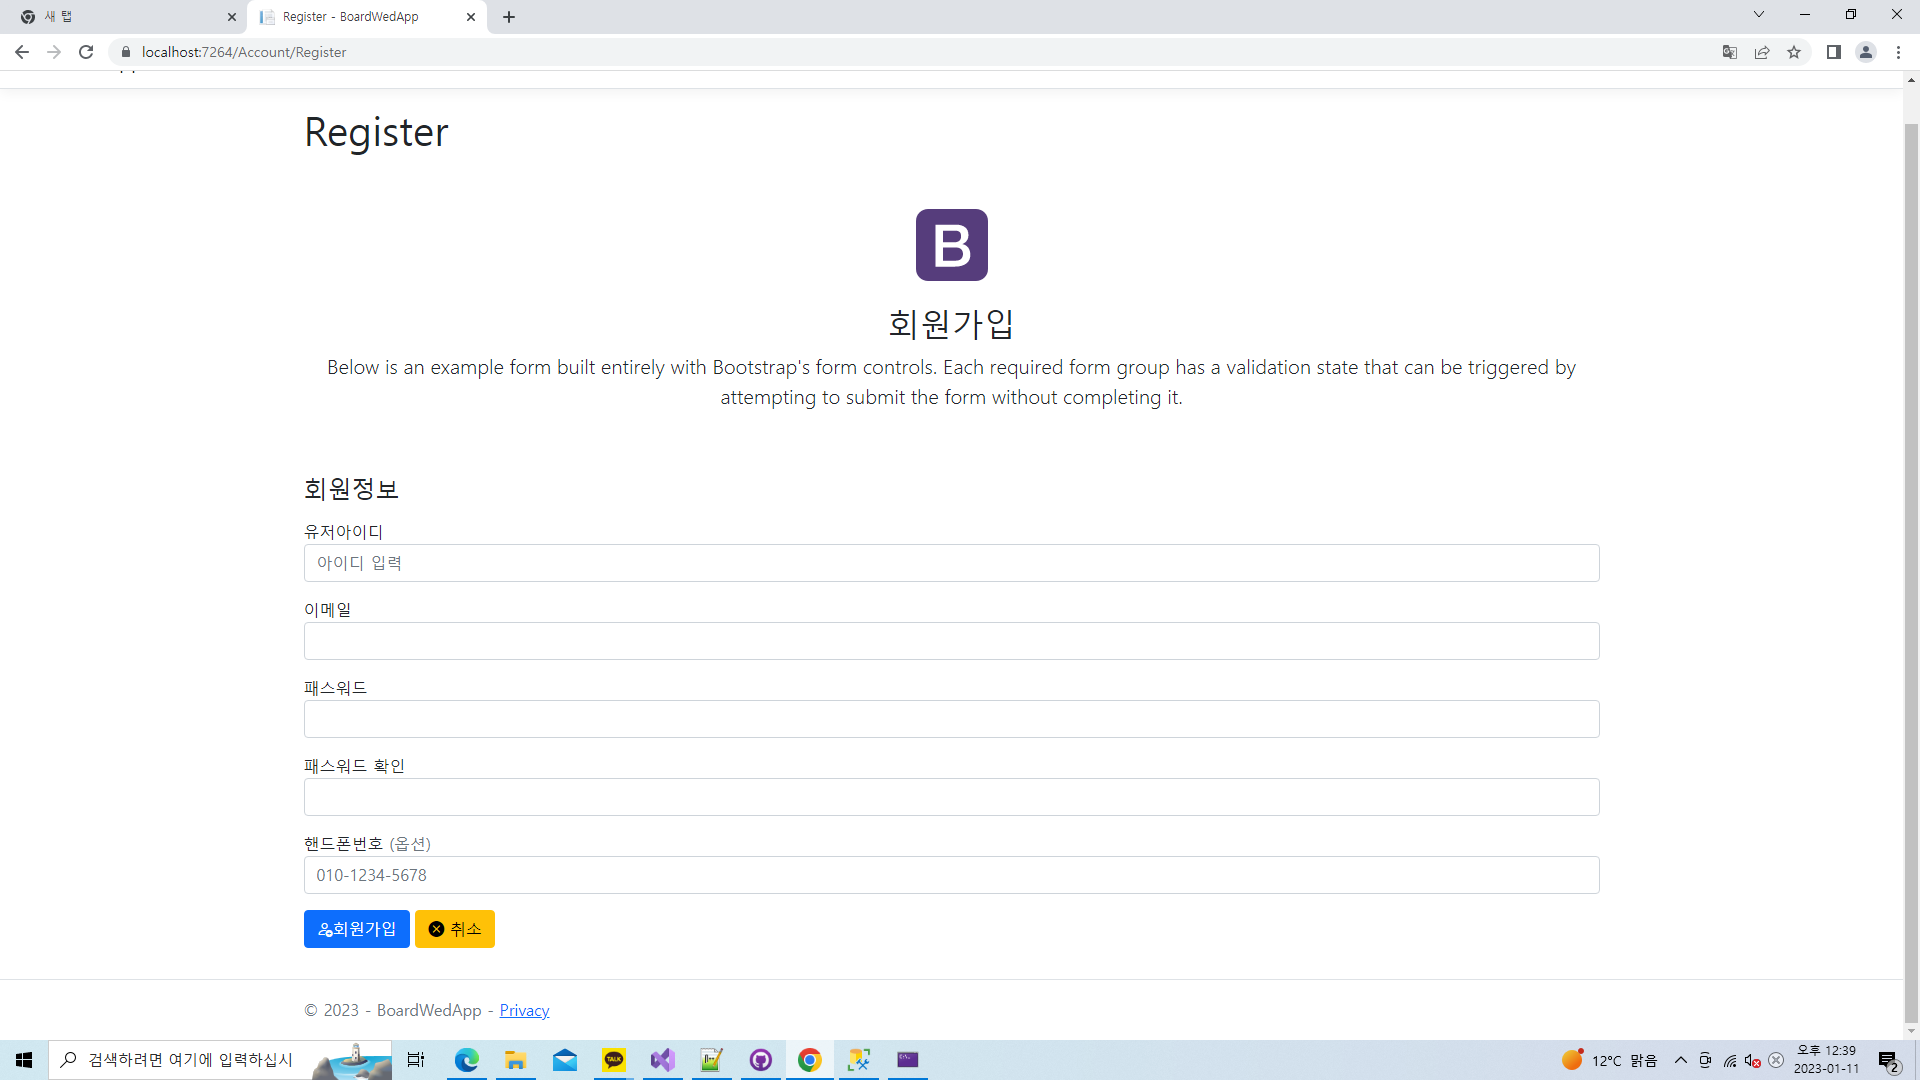 새 탭
Register - BoardWedApp
localhost:7264/Account/Register
Register
B
회원가입
Below is an example form built entirely with Bootstrap's form controls. Each required form group has a validation state that can be triggered by
attempting to submit the form without completing it.
회원정보
유저아이디
아이디 입력
이메일
패스워드
패스워드 확인
핸드폰번호 (옵션)
010-1234-5678
회원가입
취소
© 2023 - BoardWedApp - Privacy
검색하려면 여기에 입력하십시
TALK
12°C 맑음
오후 12:39
2023-01-11
2